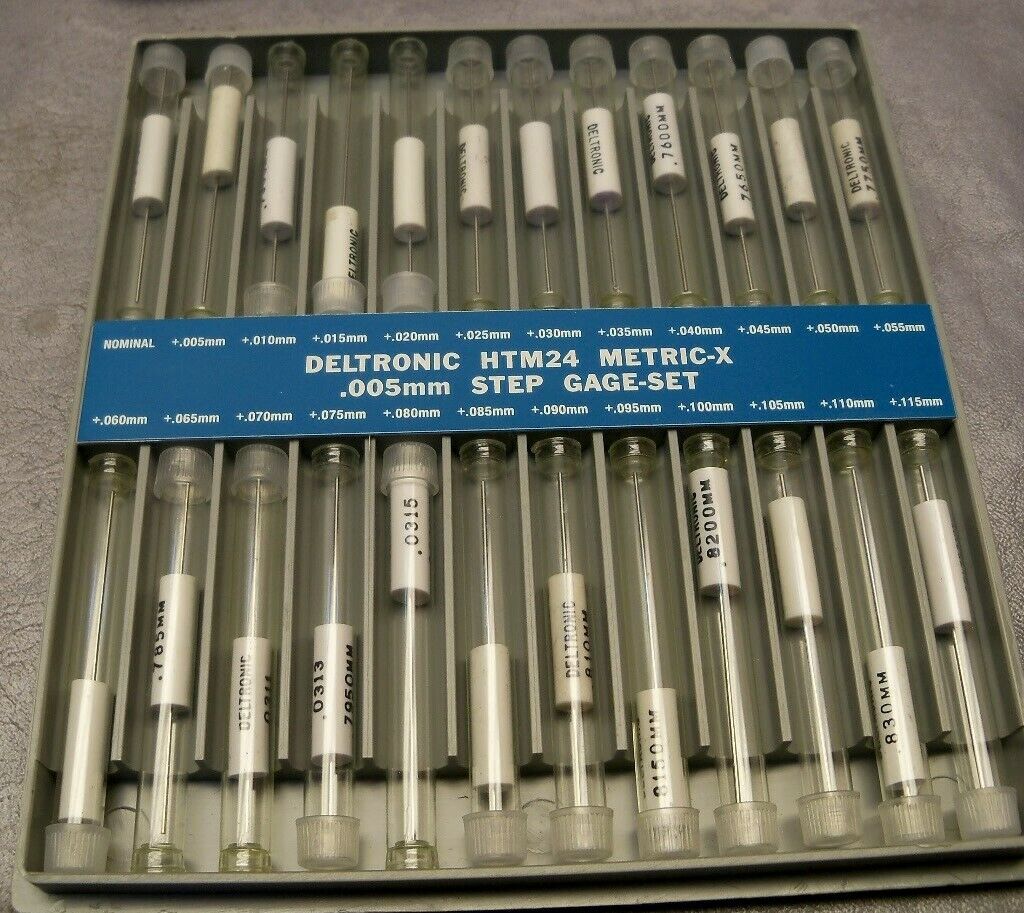 DELTRONIC
DELTRONIC
DELTRONIC
.7600MM
DELTRONIC
.7650MM
DELTRONIC
.7750MM
NOMINAL +.005mm +.010mm +.015mm +.020mm +.025mm +.030mm +.035mm +.040mm +.045mm +.050mm +.055mm
DELTRONIC HTM24 METRIC-X
.005mm STEP GAGE-SET
+.060mm +.065mm +.070mm +.075mm +.080mm +.085mm +.090mm +.095mm +.100mm +.105mm +.110mm +.115mm
.785MM
DELTRONIC
.0313
.7950MM
.0315
DELTRONIC
.8150MM
DELTRONIC
.8200MM
.830MM